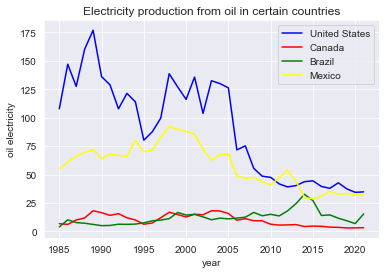 Electricity production from oil in certain countries
United States
Canada
Brazil
Mexico
oil electricity
175
150
125
100
75
50
25
0
1985
1990
1995
2000
2005
2010
2015
2020
year